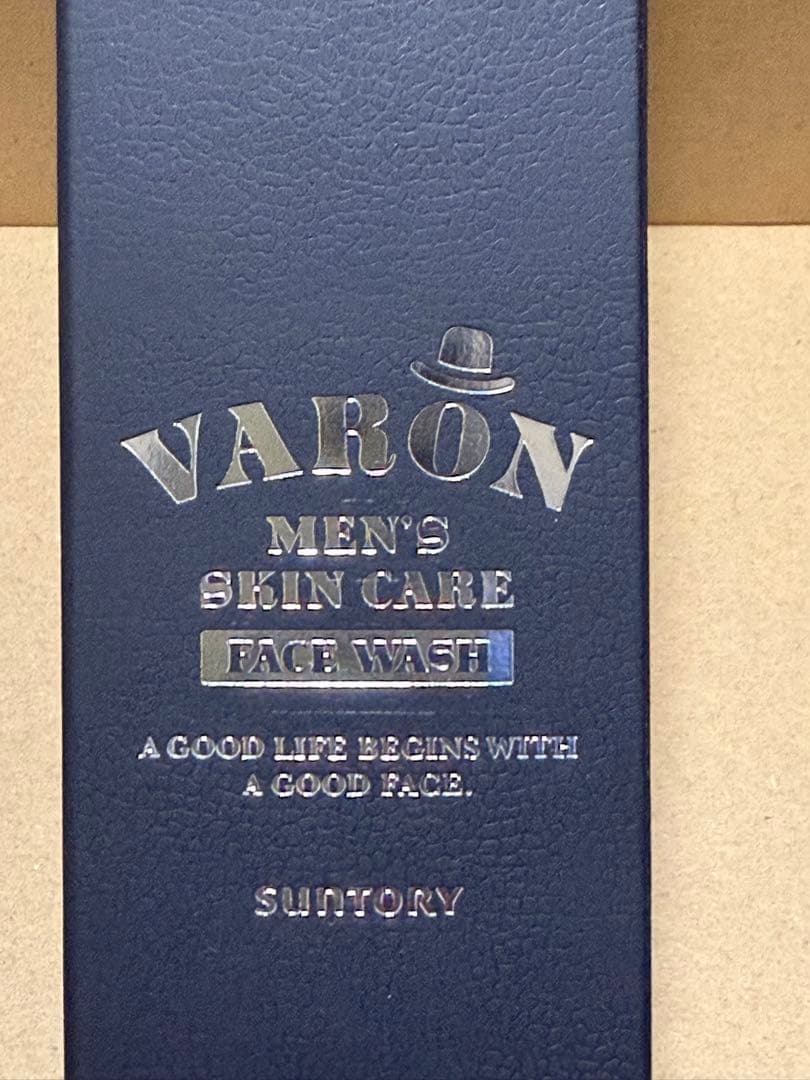 VARON
MEN'S
SKIN CARE
FACE WASH
A GOOD LIFE BEGINS WITH
A GOOD FACE.
SUNTORY